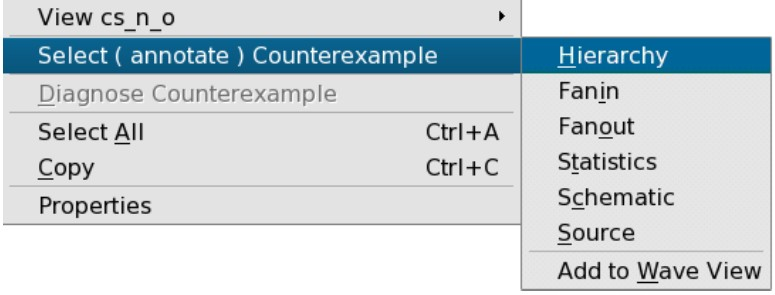 View cs_n_o
Select ( annotate ) Counterexample
Diagnose Counterexample
Select All Ctrl+A
Copy Ctrl+C
Properties
Hierarchy
Fanin
Fanout
Statistics
Schematic
Source
Add to Wave View